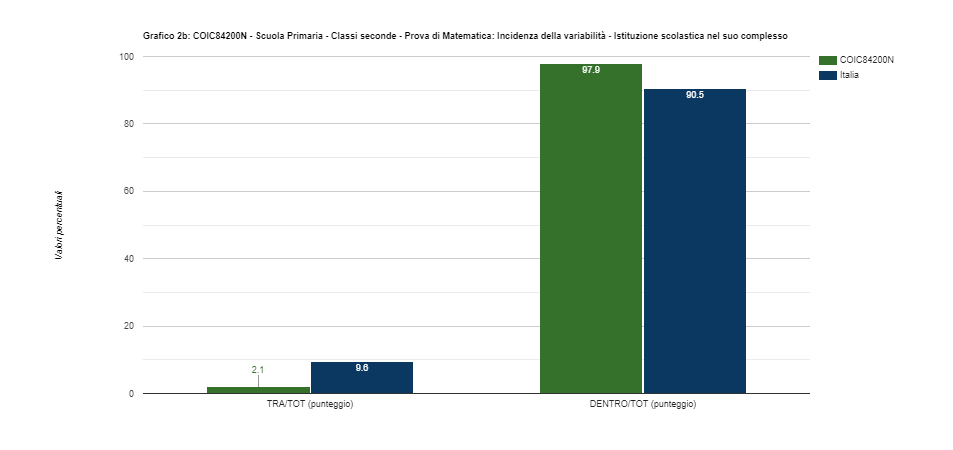 Grafico 2b: COIC84200N - Scuola Primaria - Classi seconde - Prova di Matematica: Incidenza della variabilità - Istituzione scolastica nel suo complesso
100
80
60
40
20
0
Valori percentuali
2.1
9.6
97.9
90.5
TRA/TOT (punteggio)
DENTRO/TOT (punteggio)
COIC84200N
Italia